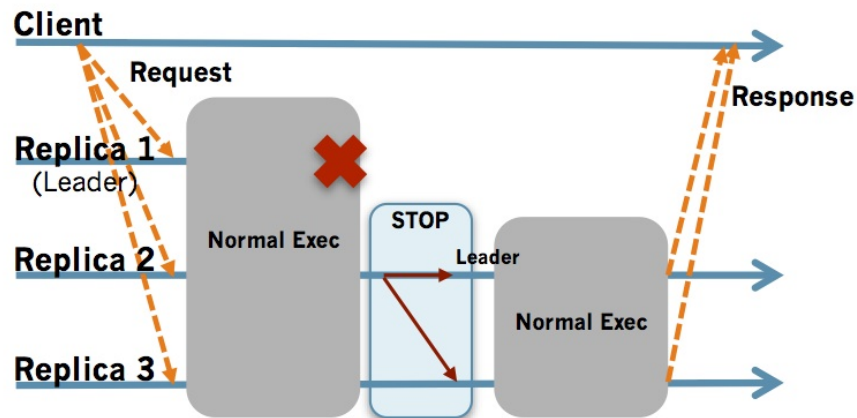 Client
Request
Response
Replica 1
(Leader)
Normal Exec
STOP
Leader
Replica 2
Normal Exec
Replica 3